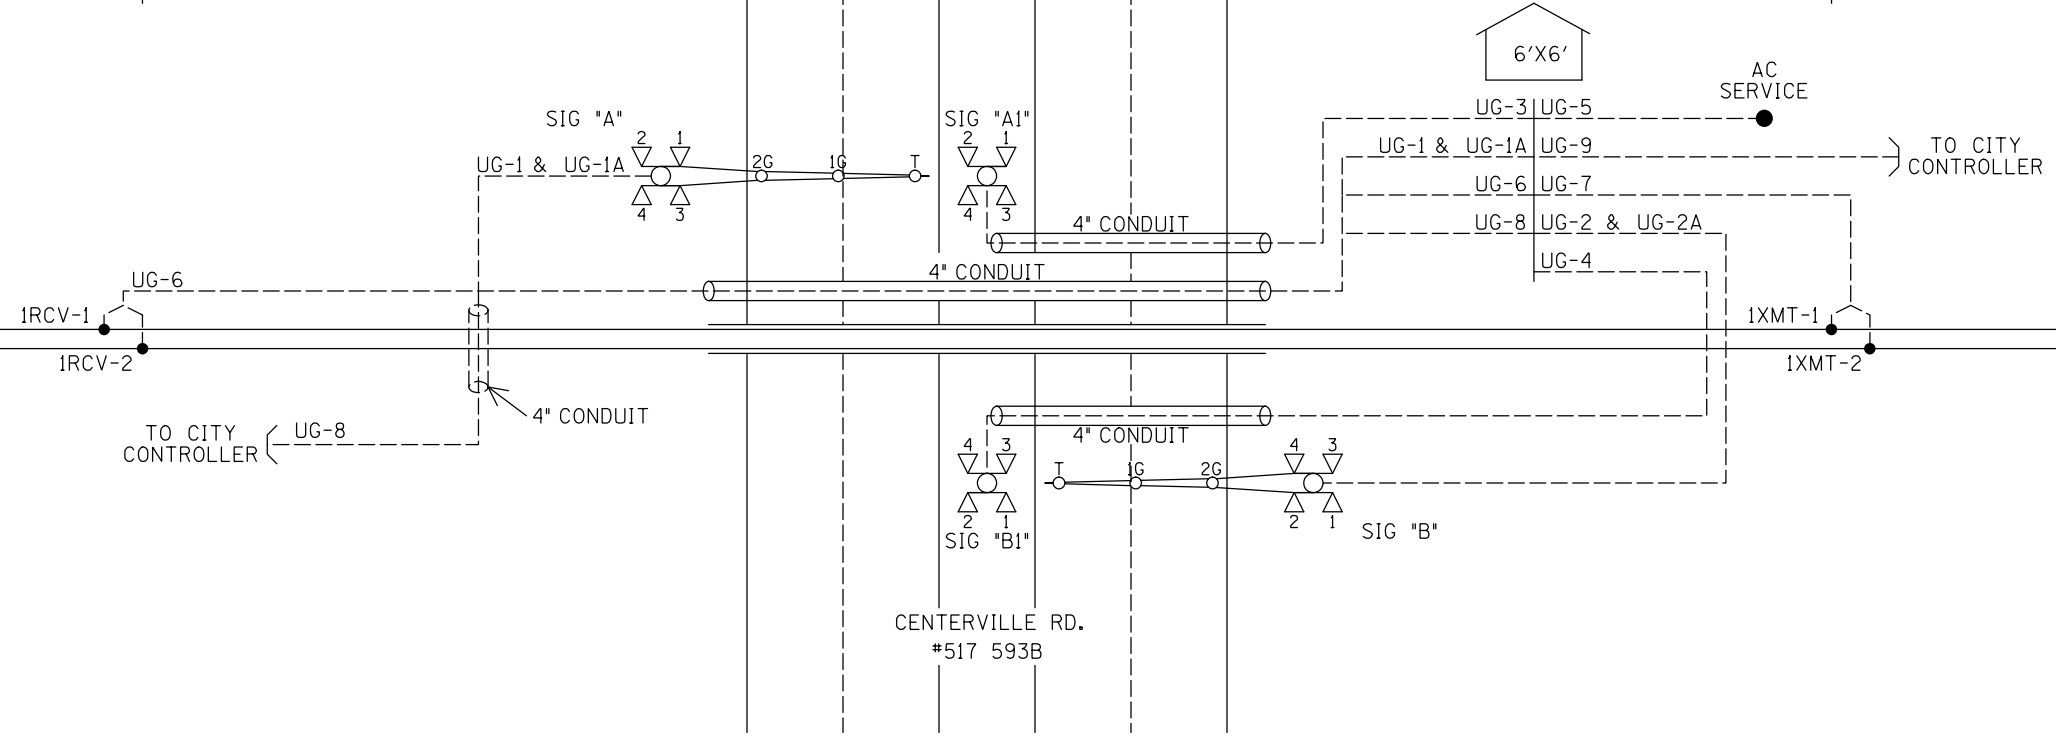 6'X6'
AC
SERVICE
UG-3 UG-5
UG-1 & UG-1A UG-9
TO CITY
CONTROLLER
UG-6 UG-7
UG-8 UG-2 & UG-2A
UG-4
SIG "A"
2 1
UG-1 & UG-1A
2G 1G T
4 3
SIG "A1"
2 1
4 3
4" CONDUIT
4" CONDUIT
UG-6
1RCV-1
1RCV-2
1XMT-1
1XMT-2
4" CONDUIT
TO CITY
CONTROLLER
UG-8
4" CONDUIT
4 3
2 1
SIG "B1"
T 1G 2G
4 3
2 1
SIG "B"
CENTERVILLE RD.
#517 593B